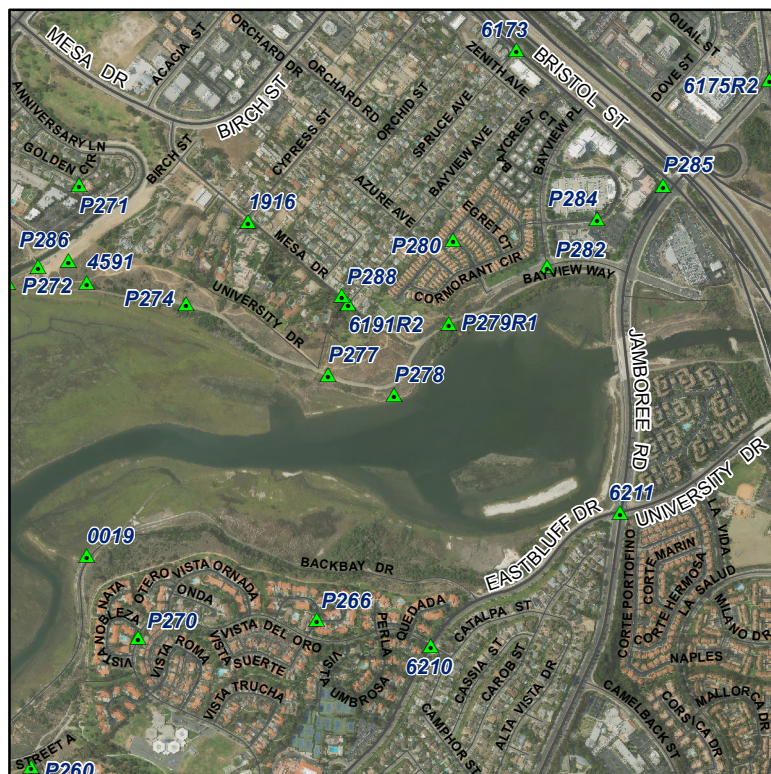 6173
QUAIL ST
DOVE ST
6175R2
BRISTOL ST
ZENITH AVE
MESA DR
ACACIA ST
ORCHARD DR
ORCHARD RD
ORCHID ST
SPRUCE AVE
BAYVIEW AVE
BAYCREST CT
BAYVIEW PL
BIRCH ST
CYPRESS ST
ANNIVERSARY LN
GOLDEN CIR
BIRCH ST
AZURE AVE
P285
P271
1916
P284
EGRET CT
P280
P286
4591
MESA DR
P288
P282
BAYVIEW WAY
CORMORANT CIR
P272
P274
UNIVERSITY DR
6191R2
P279R1
P277
P278
JAMBOREE RD
6211
UNIVERSITY DR
EASTBLUFF DR
0019
BACKBAY DR
LA VIDA
CORTE MARIN
CORTE HERMOSA
LA SALUD
CORTE PORTOFINO
MILANO DR
NAPLES
MALLORCA DR
CORSICA DR
CAMELBACK ST
VISTA NOBLEZA
NATA
OTERO
VISTA ORNADA
ONDA
P270
VISTA ROMA
VISTA SUERTE
VISTA DEL ORO
VISTA TRUCHA
P266
VISTA UMBROSA
PERLA
QUEDADA
6210
CATALPA ST
CASSIA ST
CAROB ST
ALTA VISTA DR
CAMPHOR ST
STREET A
P260